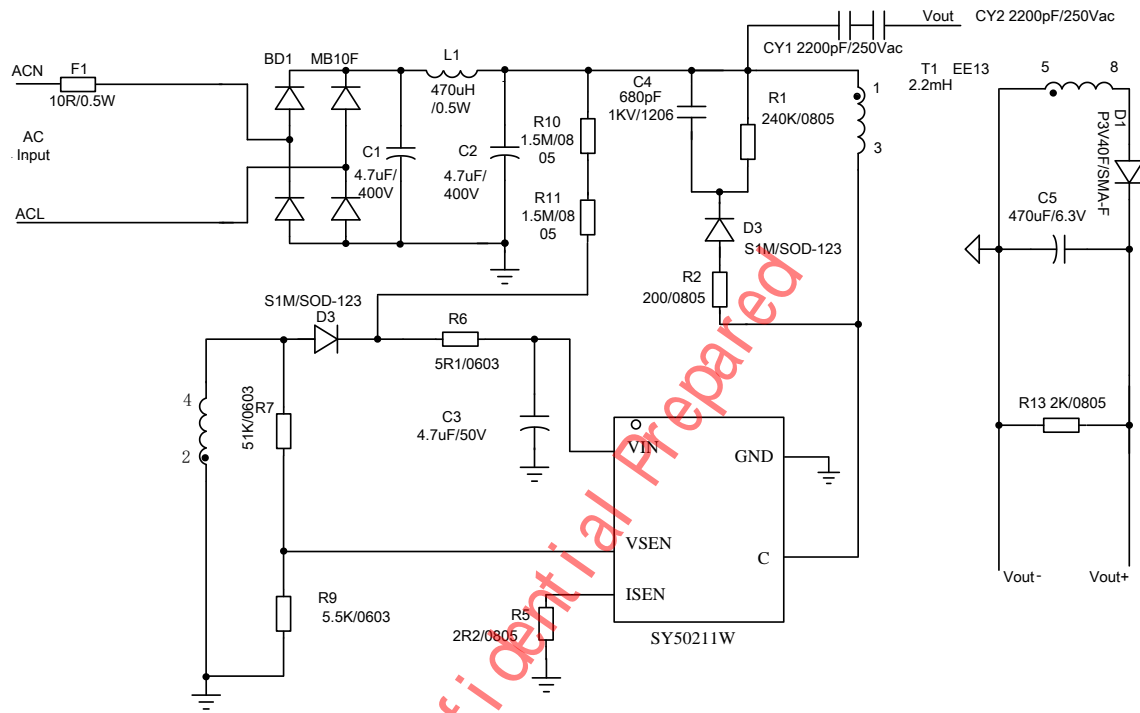 Vout
CY2 2200pF/250Vac
CY1 2200pF/250Vac
ACN
F1
10R/0.5W
AC
Input
ACL
BD1
MB10F
L1
470uH
/0.5W
C1
4.7uF/
400V
C2
4.7uF/
400V
R10
1.5M/08
05
R11
1.5M/08
05
C4
680pF
1KV/1206
R1
240K/0805
D3
S1M/SOD-123
R2
200/0805
1
3
T1 EE13
2.2mH
5
8
D1
P3V40F/SMA-F
C5
470uF/6.3V
R13 2K/0805
Vout-
Vout+
S1M/SOD-123
D3
R6
5R1/0603
4
2
R7
51K/0603
C3
4.7uF/50V
R9
5.5K/0603
VIN
GND
VSEN
C
ISEN
R5
2R2/0805
SY50211W
fidential Prepared